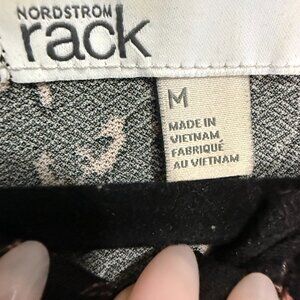 NORDSTROM
rack
M
MADE IN
VIETNAM
FABRIQUÉ
AU VIETNAM